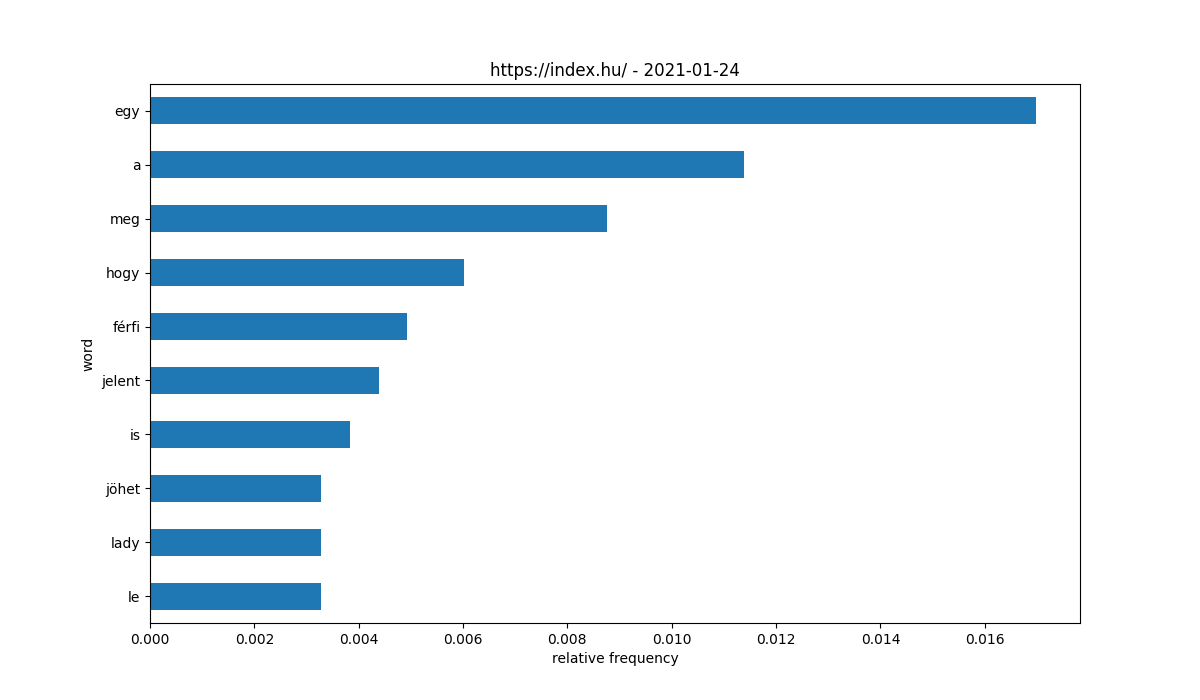 https://index.hu/ - 2021-01-24
egy
a
meg
hogy
férfi
jelent
is
jöhet
lady
le
word
0.000 0.002 0.004 0.006 0.008 0.010 0.012 0.014 0.016
relative frequency